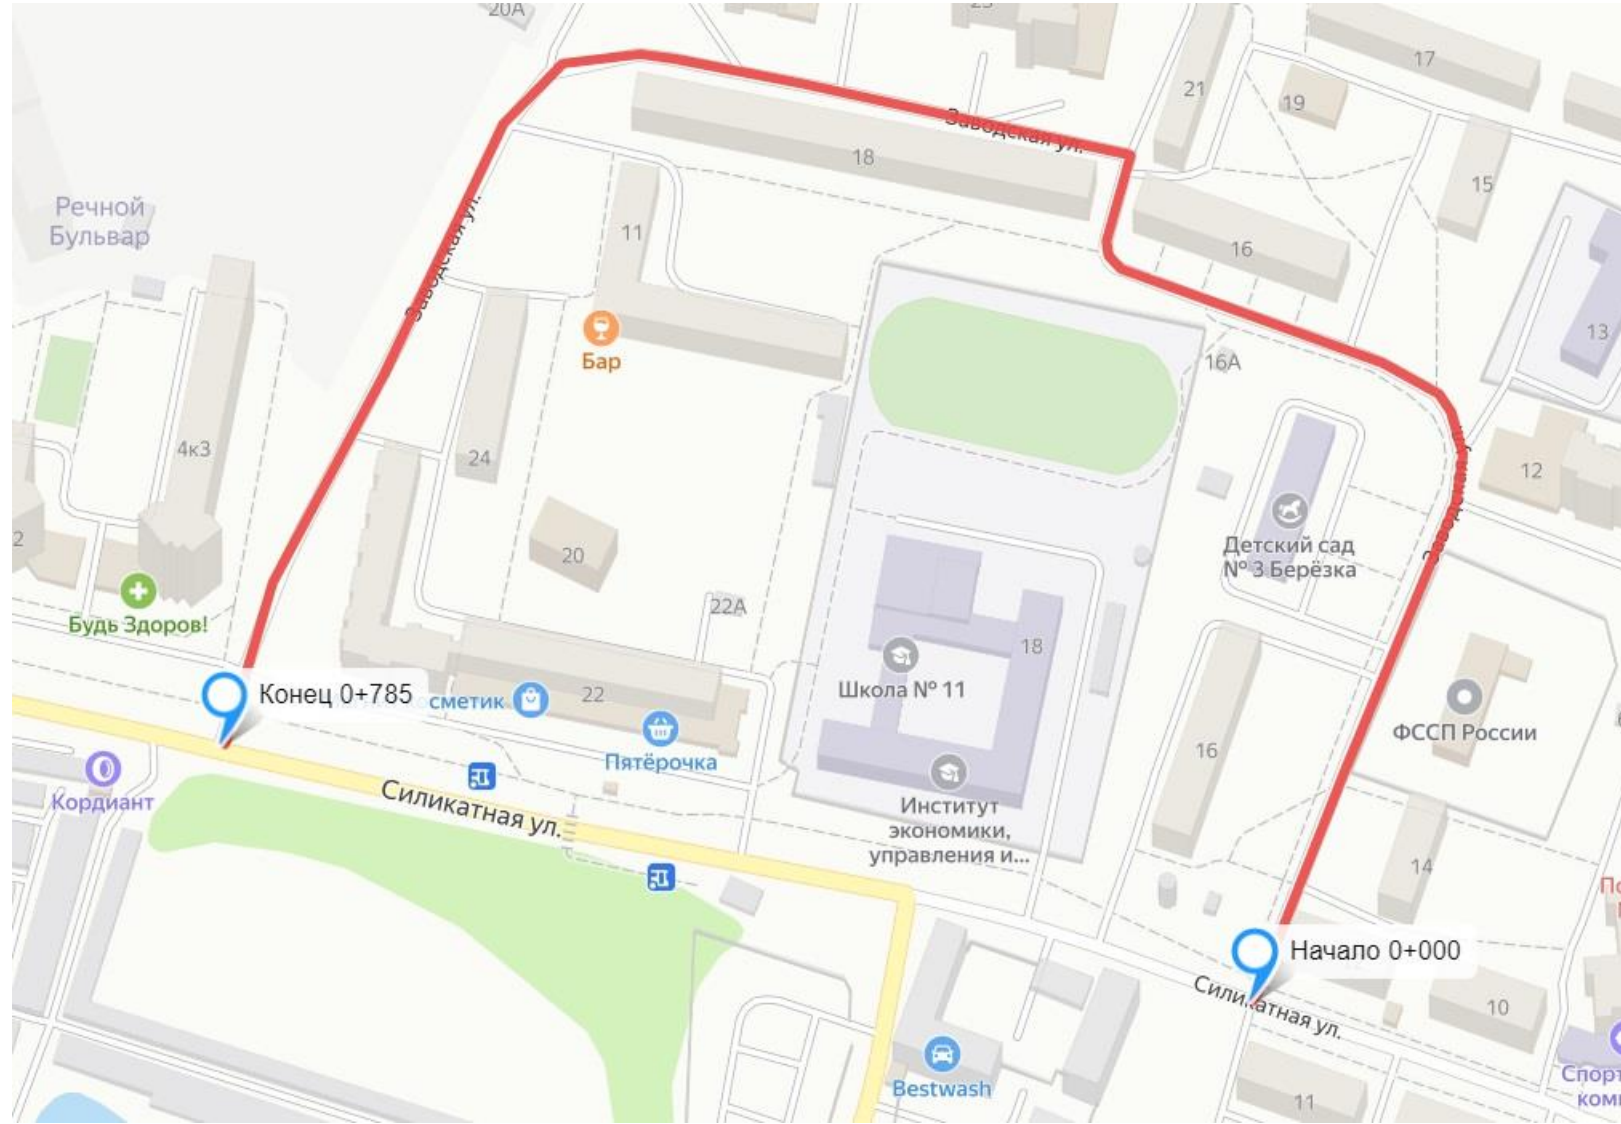 20А
17
21
19
Заводская ул.
18
15
Речной
Бульвар
11
16
Заводская ул.
13
Бар
16А
4к3
24
12
Заводская ул.
2
20
Детский сад
№ 3 Берёзка
22А
Будь Здоров!
18
Школа № 11
Конец 0+785
сметик
22
ФССП России
16
Пятёрочка
Кордиант
Силикатная ул.
Институт
экономики,
управления и...
14
Начало 0+000
Силикатная ул.
10
Bestwash
11